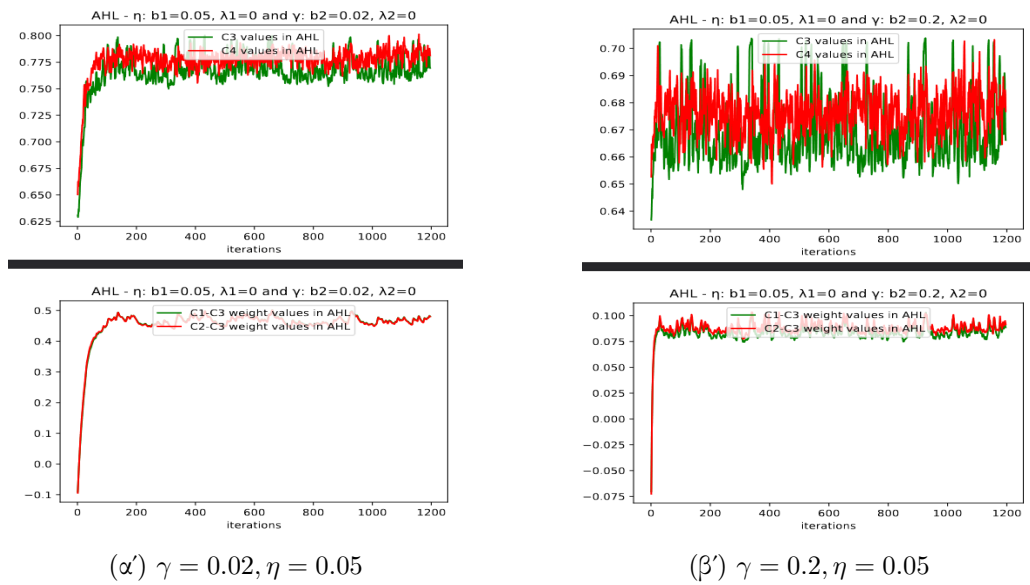 AHL - η: b1=0.05, λ1=0 and γ: b2=0.02, λ2=0
C3 values in AHL
C4 values in AHL
0.800
0.775
0.750
0.725
0.700
0.675
0.650
0.625
0 200 400 600 800 1000 1200
iterations
AHL - η: b1=0.05, λ1=0 and γ: b2=0.02, λ2=0
C1-C3 weight values in AHL
C2-C3 weight values in AHL
0.5
0.4
0.3
0.2
0.1
0.0
−0.1
0 200 400 600 800 1000 1200
iterations
(αʹ) γ = 0.02, η = 0.05
AHL - η: b1=0.05, λ1=0 and γ: b2=0.2, λ2=0
C3 values in AHL
C4 values in AHL
0.70
0.69
0.68
0.67
0.66
0.65
0.64
0 200 400 600 800 1000 1200
iterations
AHL - η: b1=0.05, λ1=0 and γ: b2=0.2, λ2=0
C1-C3 weight values in AHL
C2-C3 weight values in AHL
0.100
0.075
0.050
0.025
0.000
−0.025
−0.050
−0.075
0 200 400 600 800 1000 1200
iterations
(βʹ) γ = 0.2, η = 0.05